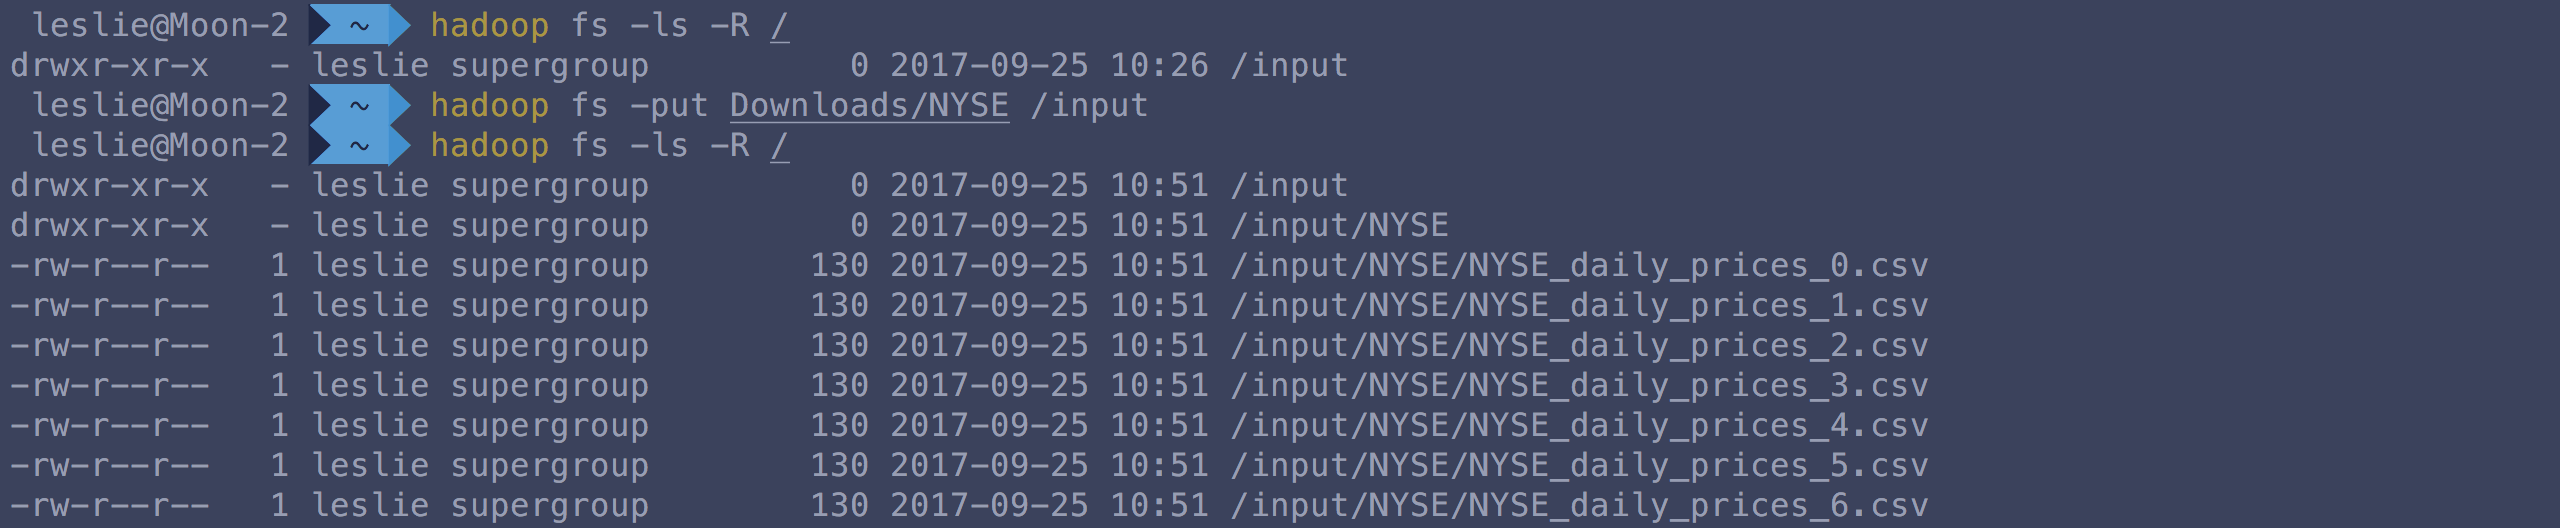 leslie@Moon-2 ~ hadoop fs -ls -R /
drwxr-xr-x   - leslie supergroup          0 2017-09-25 10:26 /input
leslie@Moon-2 ~ hadoop fs -put Downloads/NYSE /input
leslie@Moon-2 ~ hadoop fs -ls -R /
drwxr-xr-x   - leslie supergroup          0 2017-09-25 10:51 /input
drwxr-xr-x   - leslie supergroup          0 2017-09-25 10:51 /input/NYSE
-rw-r--r--   1 leslie supergroup        130 2017-09-25 10:51 /input/NYSE/NYSE_daily_prices_0.csv
-rw-r--r--   1 leslie supergroup        130 2017-09-25 10:51 /input/NYSE/NYSE_daily_prices_1.csv
-rw-r--r--   1 leslie supergroup        130 2017-09-25 10:51 /input/NYSE/NYSE_daily_prices_2.csv
-rw-r--r--   1 leslie supergroup        130 2017-09-25 10:51 /input/NYSE/NYSE_daily_prices_3.csv
-rw-r--r--   1 leslie supergroup        130 2017-09-25 10:51 /input/NYSE/NYSE_daily_prices_4.csv
-rw-r--r--   1 leslie supergroup        130 2017-09-25 10:51 /input/NYSE/NYSE_daily_prices_5.csv
-rw-r--r--   1 leslie supergroup        130 2017-09-25 10:51 /input/NYSE/NYSE_daily_prices_6.csv